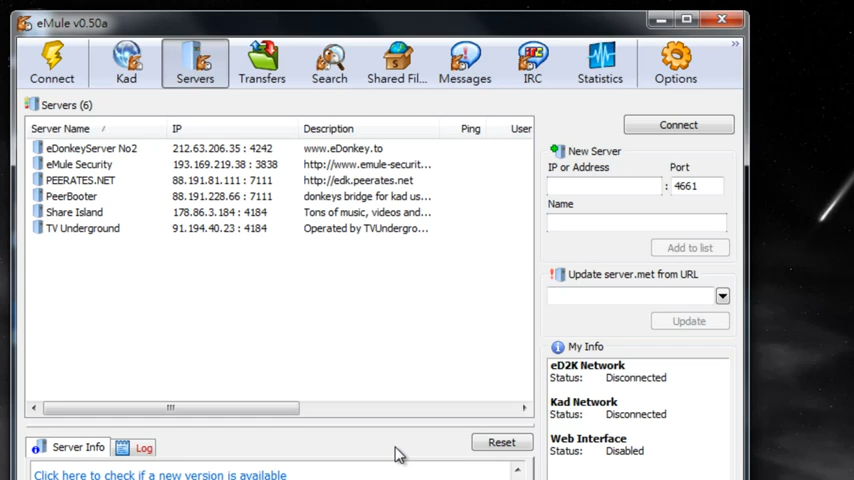 eMule v0.50a
Connect Kad Servers Transfers Search Shared Fil... Messages IRC Statistics Options
Servers (6)
Server Name IP Description Ping User
eDonkeyServer No2 212.63.206.35 : 4242 www.eDonkey.to
eMule Security 193.169.219.38 : 3838 http://www.emule-securit...
PEERATES.NET 88.191.81.111 : 7111 http://edk.peerates.net
PeerBooter 88.191.228.66 : 7111 donkeys bridge for kad us...
Share Island 178.86.3.184 : 4184 Tons of music, videos and...
TV Underground 91.194.40.23 : 4184 Operated by TVUndergro...
Connect
New Server
IP or Address Port
: 4661
Name
Add to list
Update server.met from URL
Update
My Info
eD2K Network
Status: Disconnected
Kad Network
Status: Disconnected
Web Interface
Status: Disabled
Server Info Log Reset
Click here to check if a new version is available